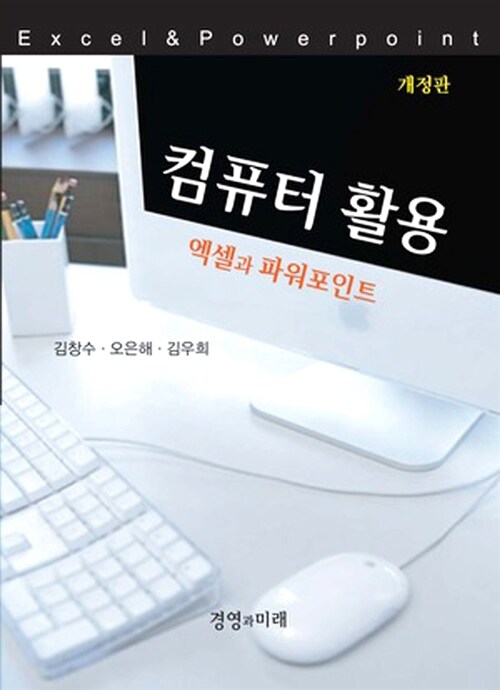 Excel&Powerpoint
개정판
컴퓨터 활용
엑셀과 파워포인트
김창수 · 오은해 · 김우희
경영과미래